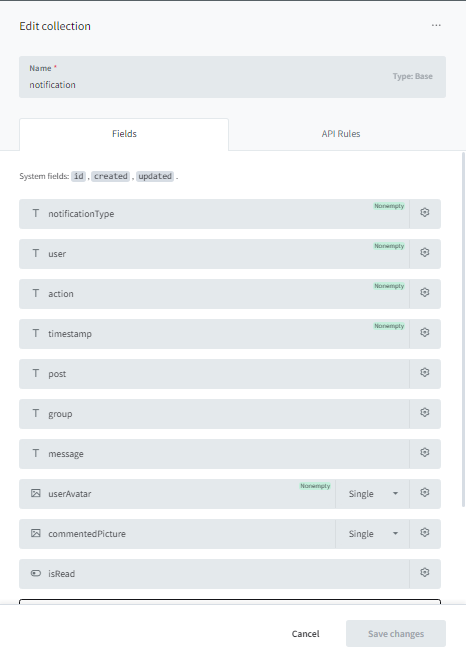 Edit collection
Name *
notification
Type: Base
Fields
API Rules
System fields: id , created , updated .
Nonempty
notificationType
Nonempty
user
Nonempty
action
Nonempty
timestamp
post
group
message
Nonempty
userAvatar
Single
commentedPicture
Single
isRead
Cancel
Save changes